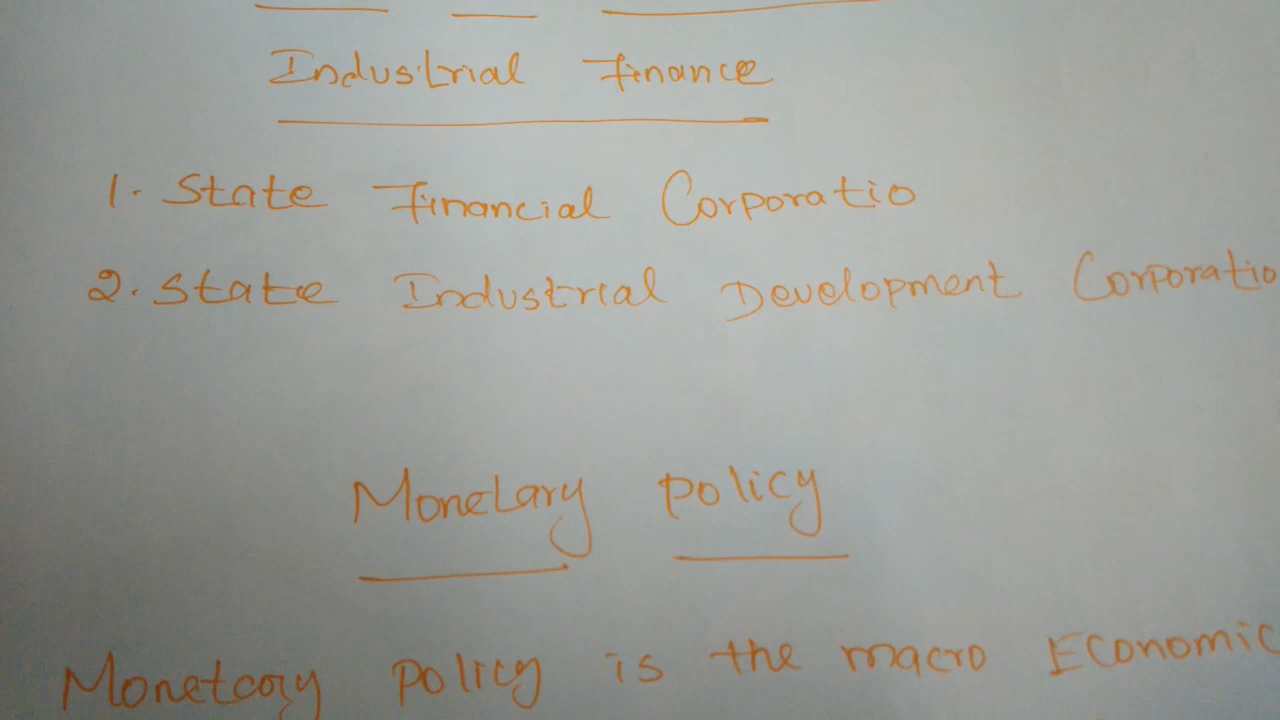 Industrial Finance
1. State Financial Corporatio
2. State Industrial Development Corporatio
Monetary policy
Monetary policy is the macro Economic